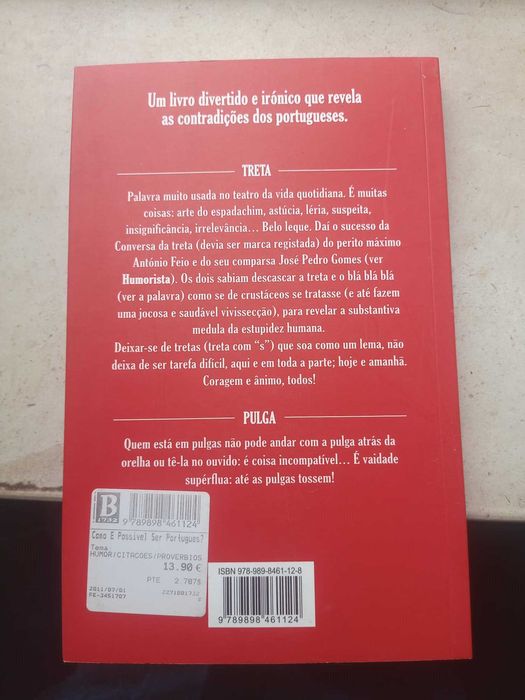 Um livro divertido e irónico que revela
as contradições dos portugueses.
TRETA
Palavra muito usada no teatro da vida quotidiana. É muitas
coisas: arte do espadachim, astúcia, léria, suspeita,
insignificância, irrelevância... Belo leque. Daí o sucesso da
Conversa da treta (devia ser marca registada) do perito máximo
António Feio e do seu comparsa José Pedro Gomes (ver
Humorista). Os dois sabiam descascar a treta e o blá blá blá
(ver a palavra) como se de crustáceos se tratasse (e até fazem
uma jocosa e saudável vivissecção), para revelar a substantiva
medula da estupidez humana.
Deixar-se de tretas (treta com “s”) que soa como um lema, não
deixa de ser tarefa difícil, aqui e em toda a parte; hoje e amanhã.
Coragem e ânimo, todos!
PULGA
Quem está em pulgas não pode andar com a pulga atrás da
orelha ou tê-la no ouvido: é coisa incompatível... É vaidade
supérflua: até as pulgas tossem!
B
1732
9 789898 461124
Como E Possivel Ser Portugues?
Tema
HUMOR/CITACOES/PROVERBIOS
13.90 €
PTE 2 787$
2011/07/01
FE-3451707
ISBN 978-989-8461-12-8
9 789898 461124